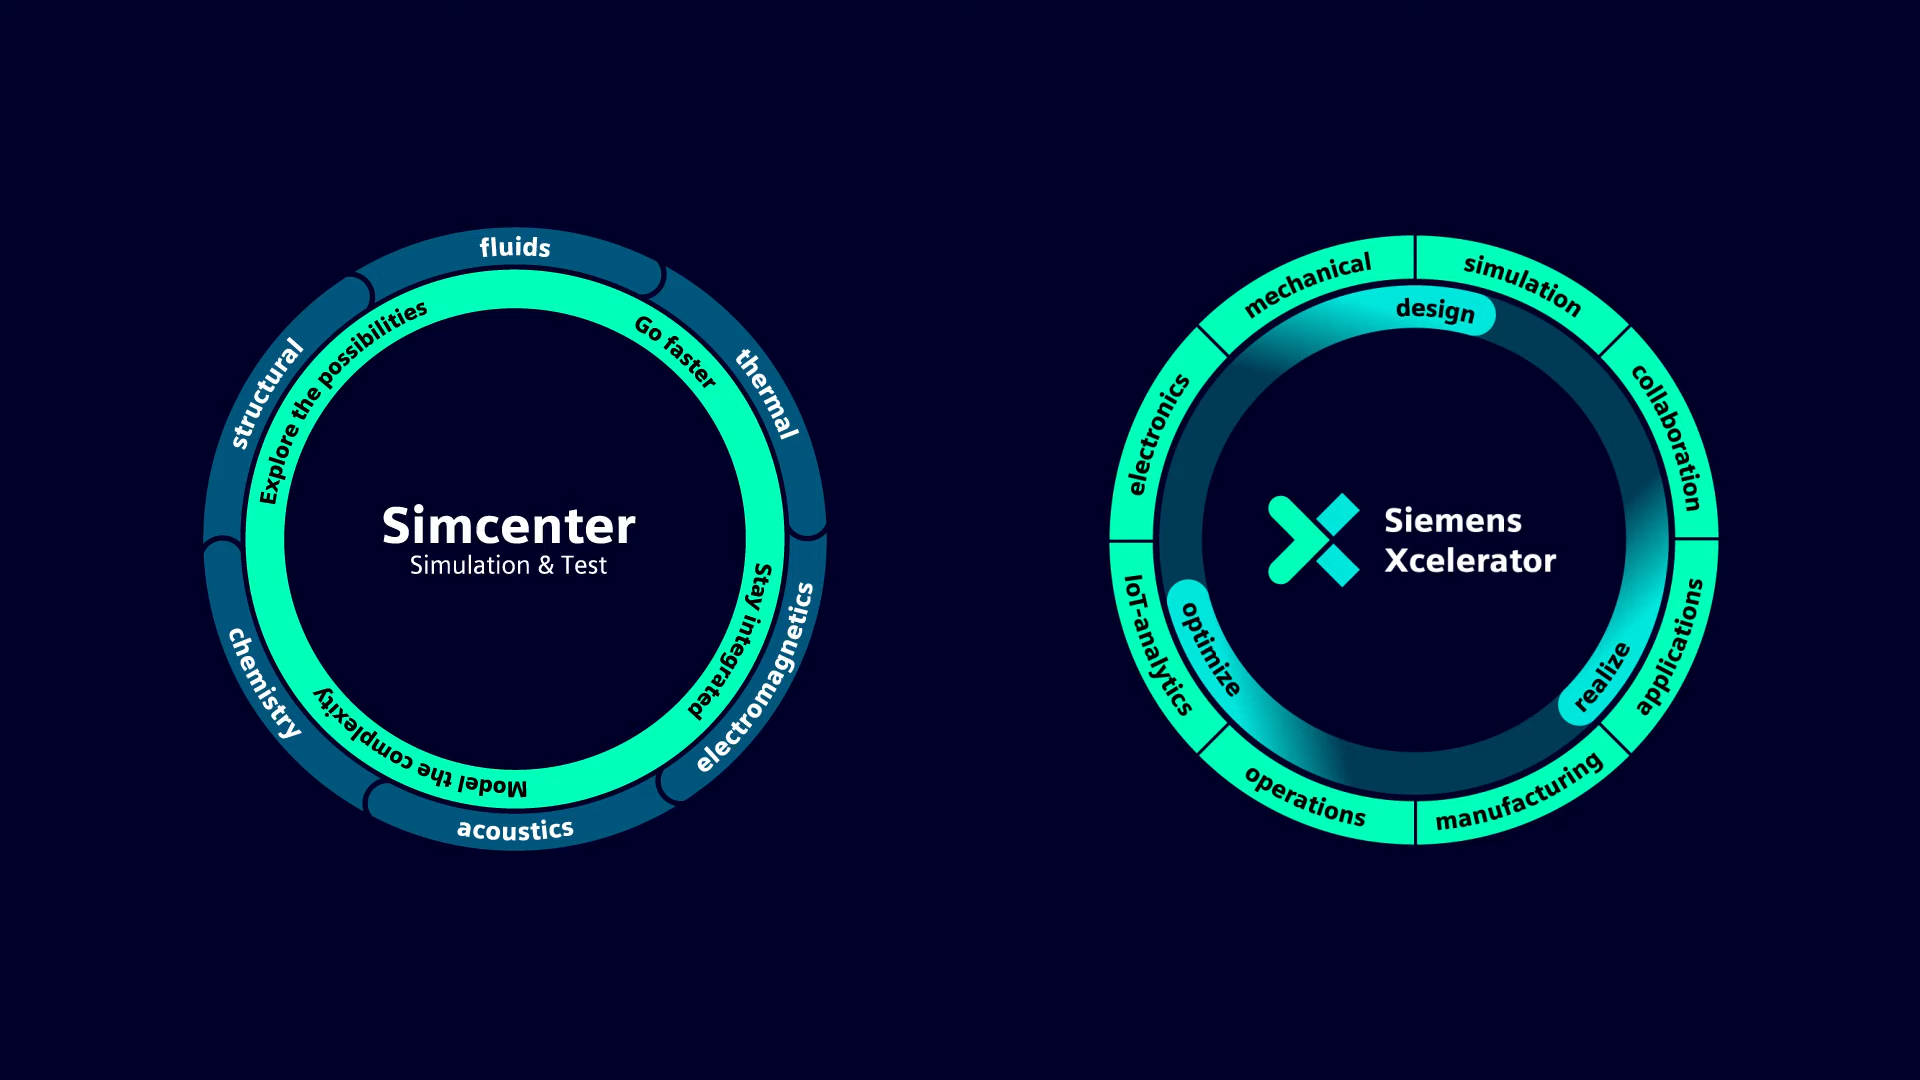 fluids
thermal
electromagnetics
acoustics
chemistry
structural
Explore the possibilities
Go faster
Stay integrated
Model the complexity
Simcenter
Simulation & Test
mechanical
simulation
collaboration
applications
manufacturing
operations
IoT-analytics
electronics
design
realize
optimize
Siemens
Xcelerator